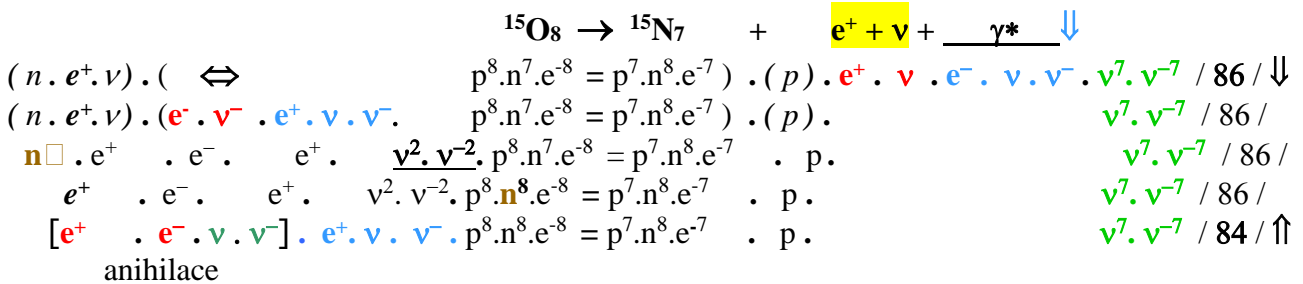 ¹⁵O₈ → ¹⁵N₇ + e⁺ + ν + γ* ⇓
( n . e⁺. ν) . ( ⇔ p⁸.n⁷.e⁻⁸ = p⁷.n⁸.e⁻⁷ ) . ( p) . e⁺ . ν . e⁻ . ν . ν⁻ . ν⁷. ν⁻⁷ / 86 / ⇓
( n . e⁺. ν) . (e⁻ . ν⁻ . e⁺. ν . ν⁻. p⁸.n⁷.e⁻⁸ = p⁷.n⁸.e⁻⁷ ) . ( p) . ν⁷. ν⁻⁷ / 86 /
n□ . e⁺ . e⁻ . e⁺ . ν². ν⁻². p⁸.n⁷.e⁻⁸ = p⁷.n⁸.e⁻⁷ . p. ν⁷. ν⁻⁷ / 86 /
e⁺ . e⁻ . e⁺ . ν². ν⁻². p⁸.n⁸.e⁻⁸ = p⁷.n⁸.e⁻⁷ . p . ν⁷. ν⁻⁷ / 86 /
[e⁺ . e⁻ . ν . ν⁻] . e⁺. ν . ν⁻ . p⁸.n⁸.e⁻⁸ = p⁷.n⁸.e⁻⁷ . p . ν⁷. ν⁻⁷ / 84 / ⇑
anihilace